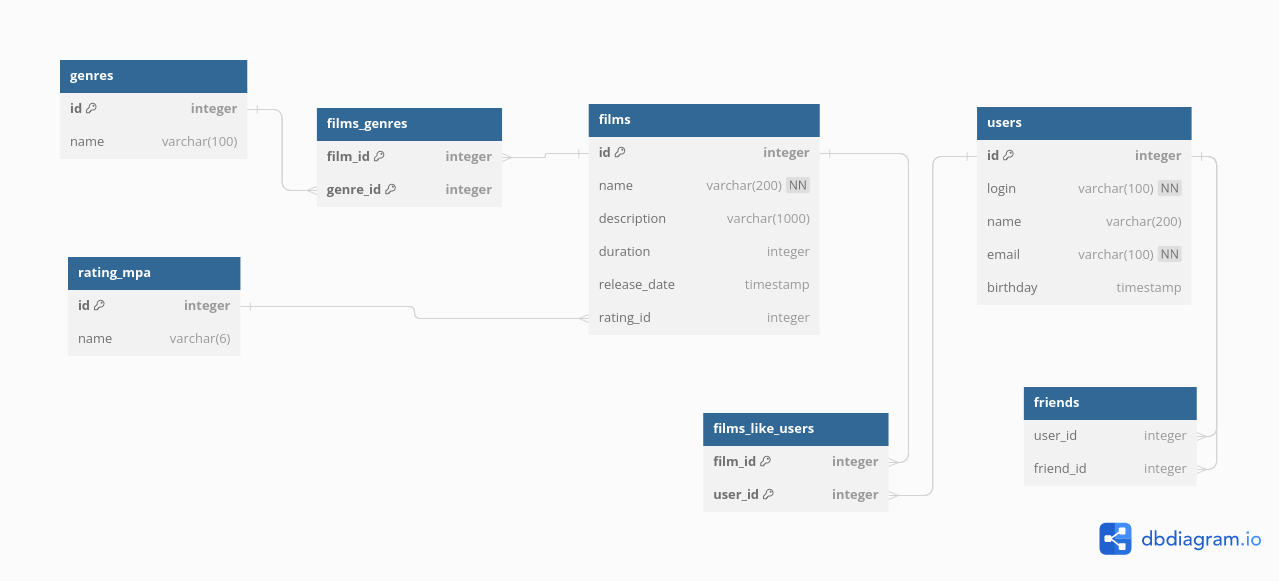 genres
id integer
name varchar(100)
films_genres
film_id integer
genre_id integer
rating_mpa
id integer
name varchar(6)
films
id integer
name varchar(200) NN
description varchar(1000)
duration integer
release_date timestamp
rating_id integer
films_like_users
film_id integer
user_id integer
users
id integer
login varchar(100) NN
name varchar(200)
email varchar(100) NN
birthday timestamp
friends
user_id integer
friend_id integer
dbdiagram.io